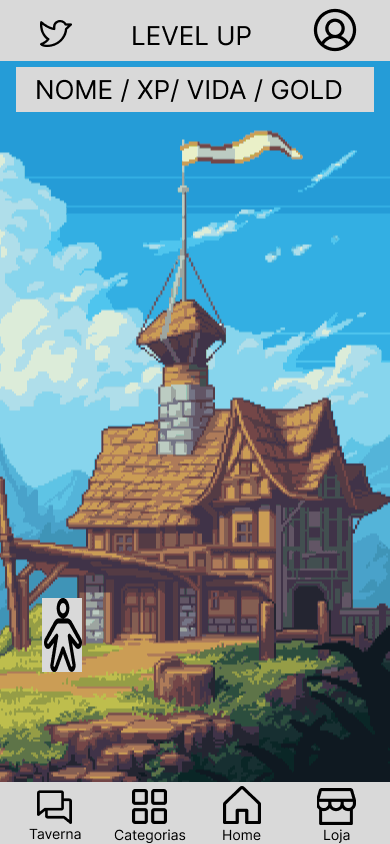 LEVEL UP
NOME / XP/ VIDA / GOLD
Taverna Categorias Home Loja